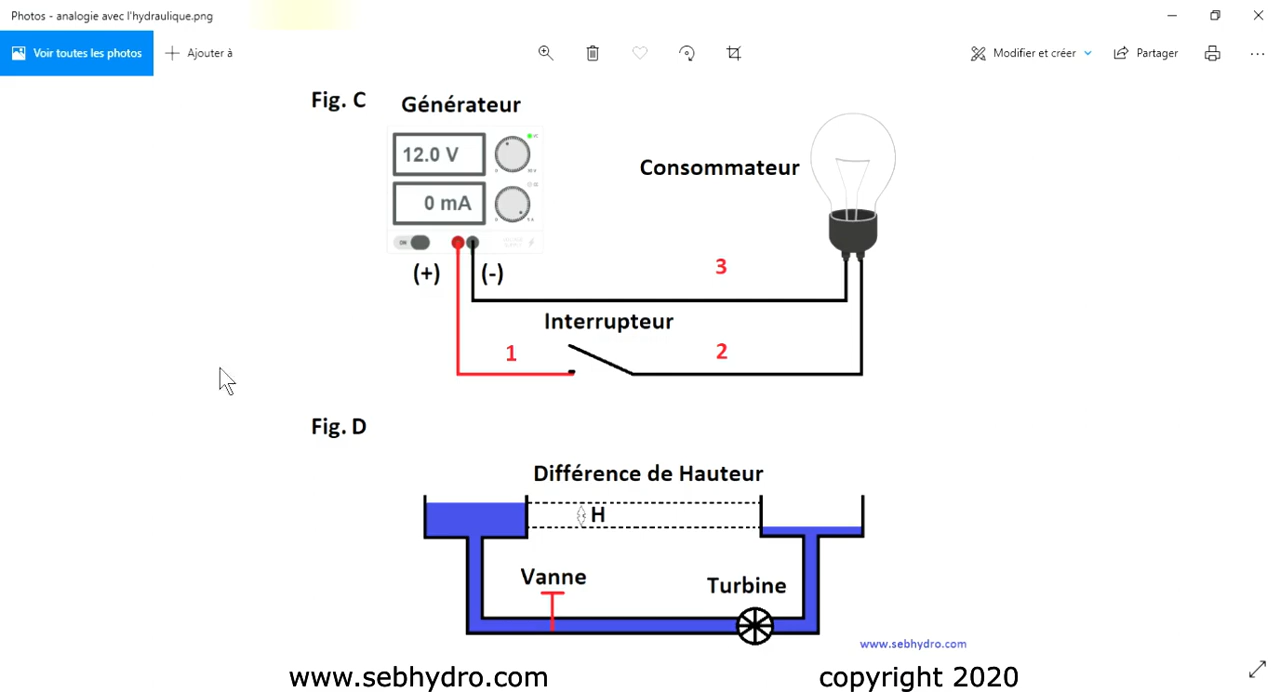 Photos - analogie avec l'hydraulique.png
Voir toutes les photos
Ajouter à
Modifier et créer
Partager
Fig. C
Générateur
12.0 V
Consommateur
0 mA
ON
(+)
(-)
3
Interrupteur
1
2
Fig. D
Différence de Hauteur
H
Vanne
Turbine
www.sebhydro.com
www.sebhydro.com
copyright 2020